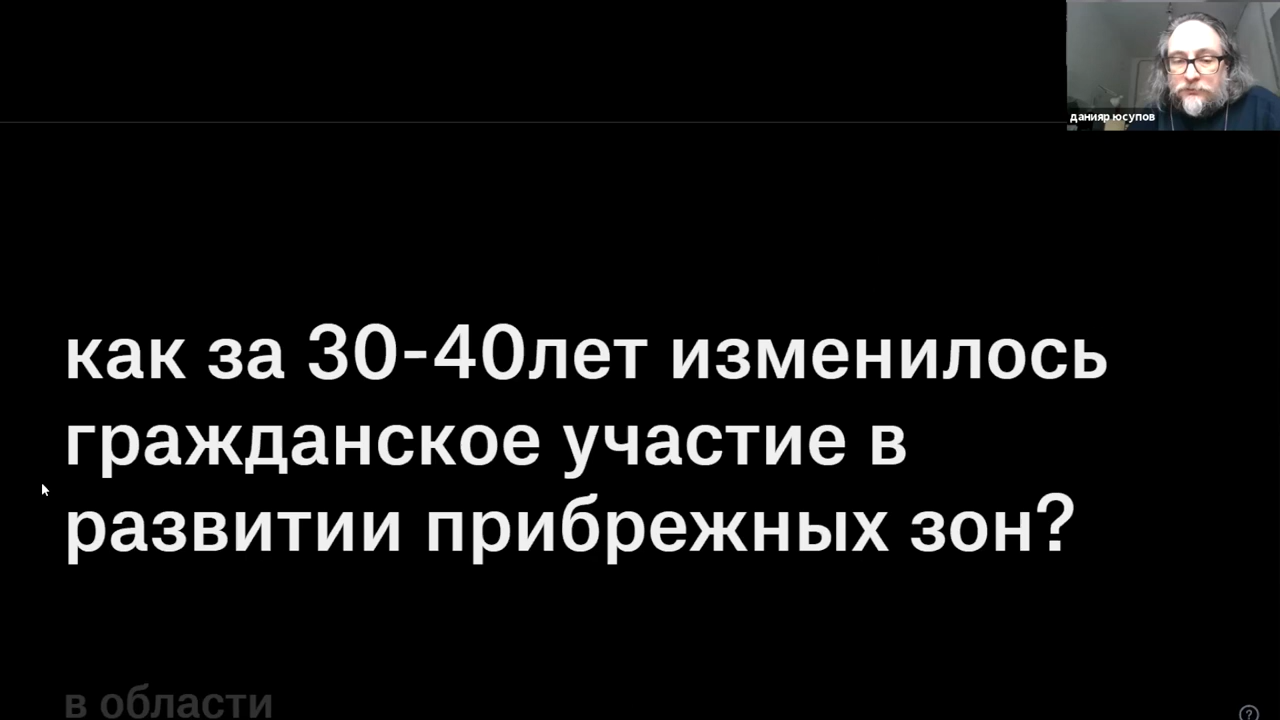 данияр юсупов
как за 30-40лет изменилось
гражданское участие в
развитии прибрежных зон?
в области
?